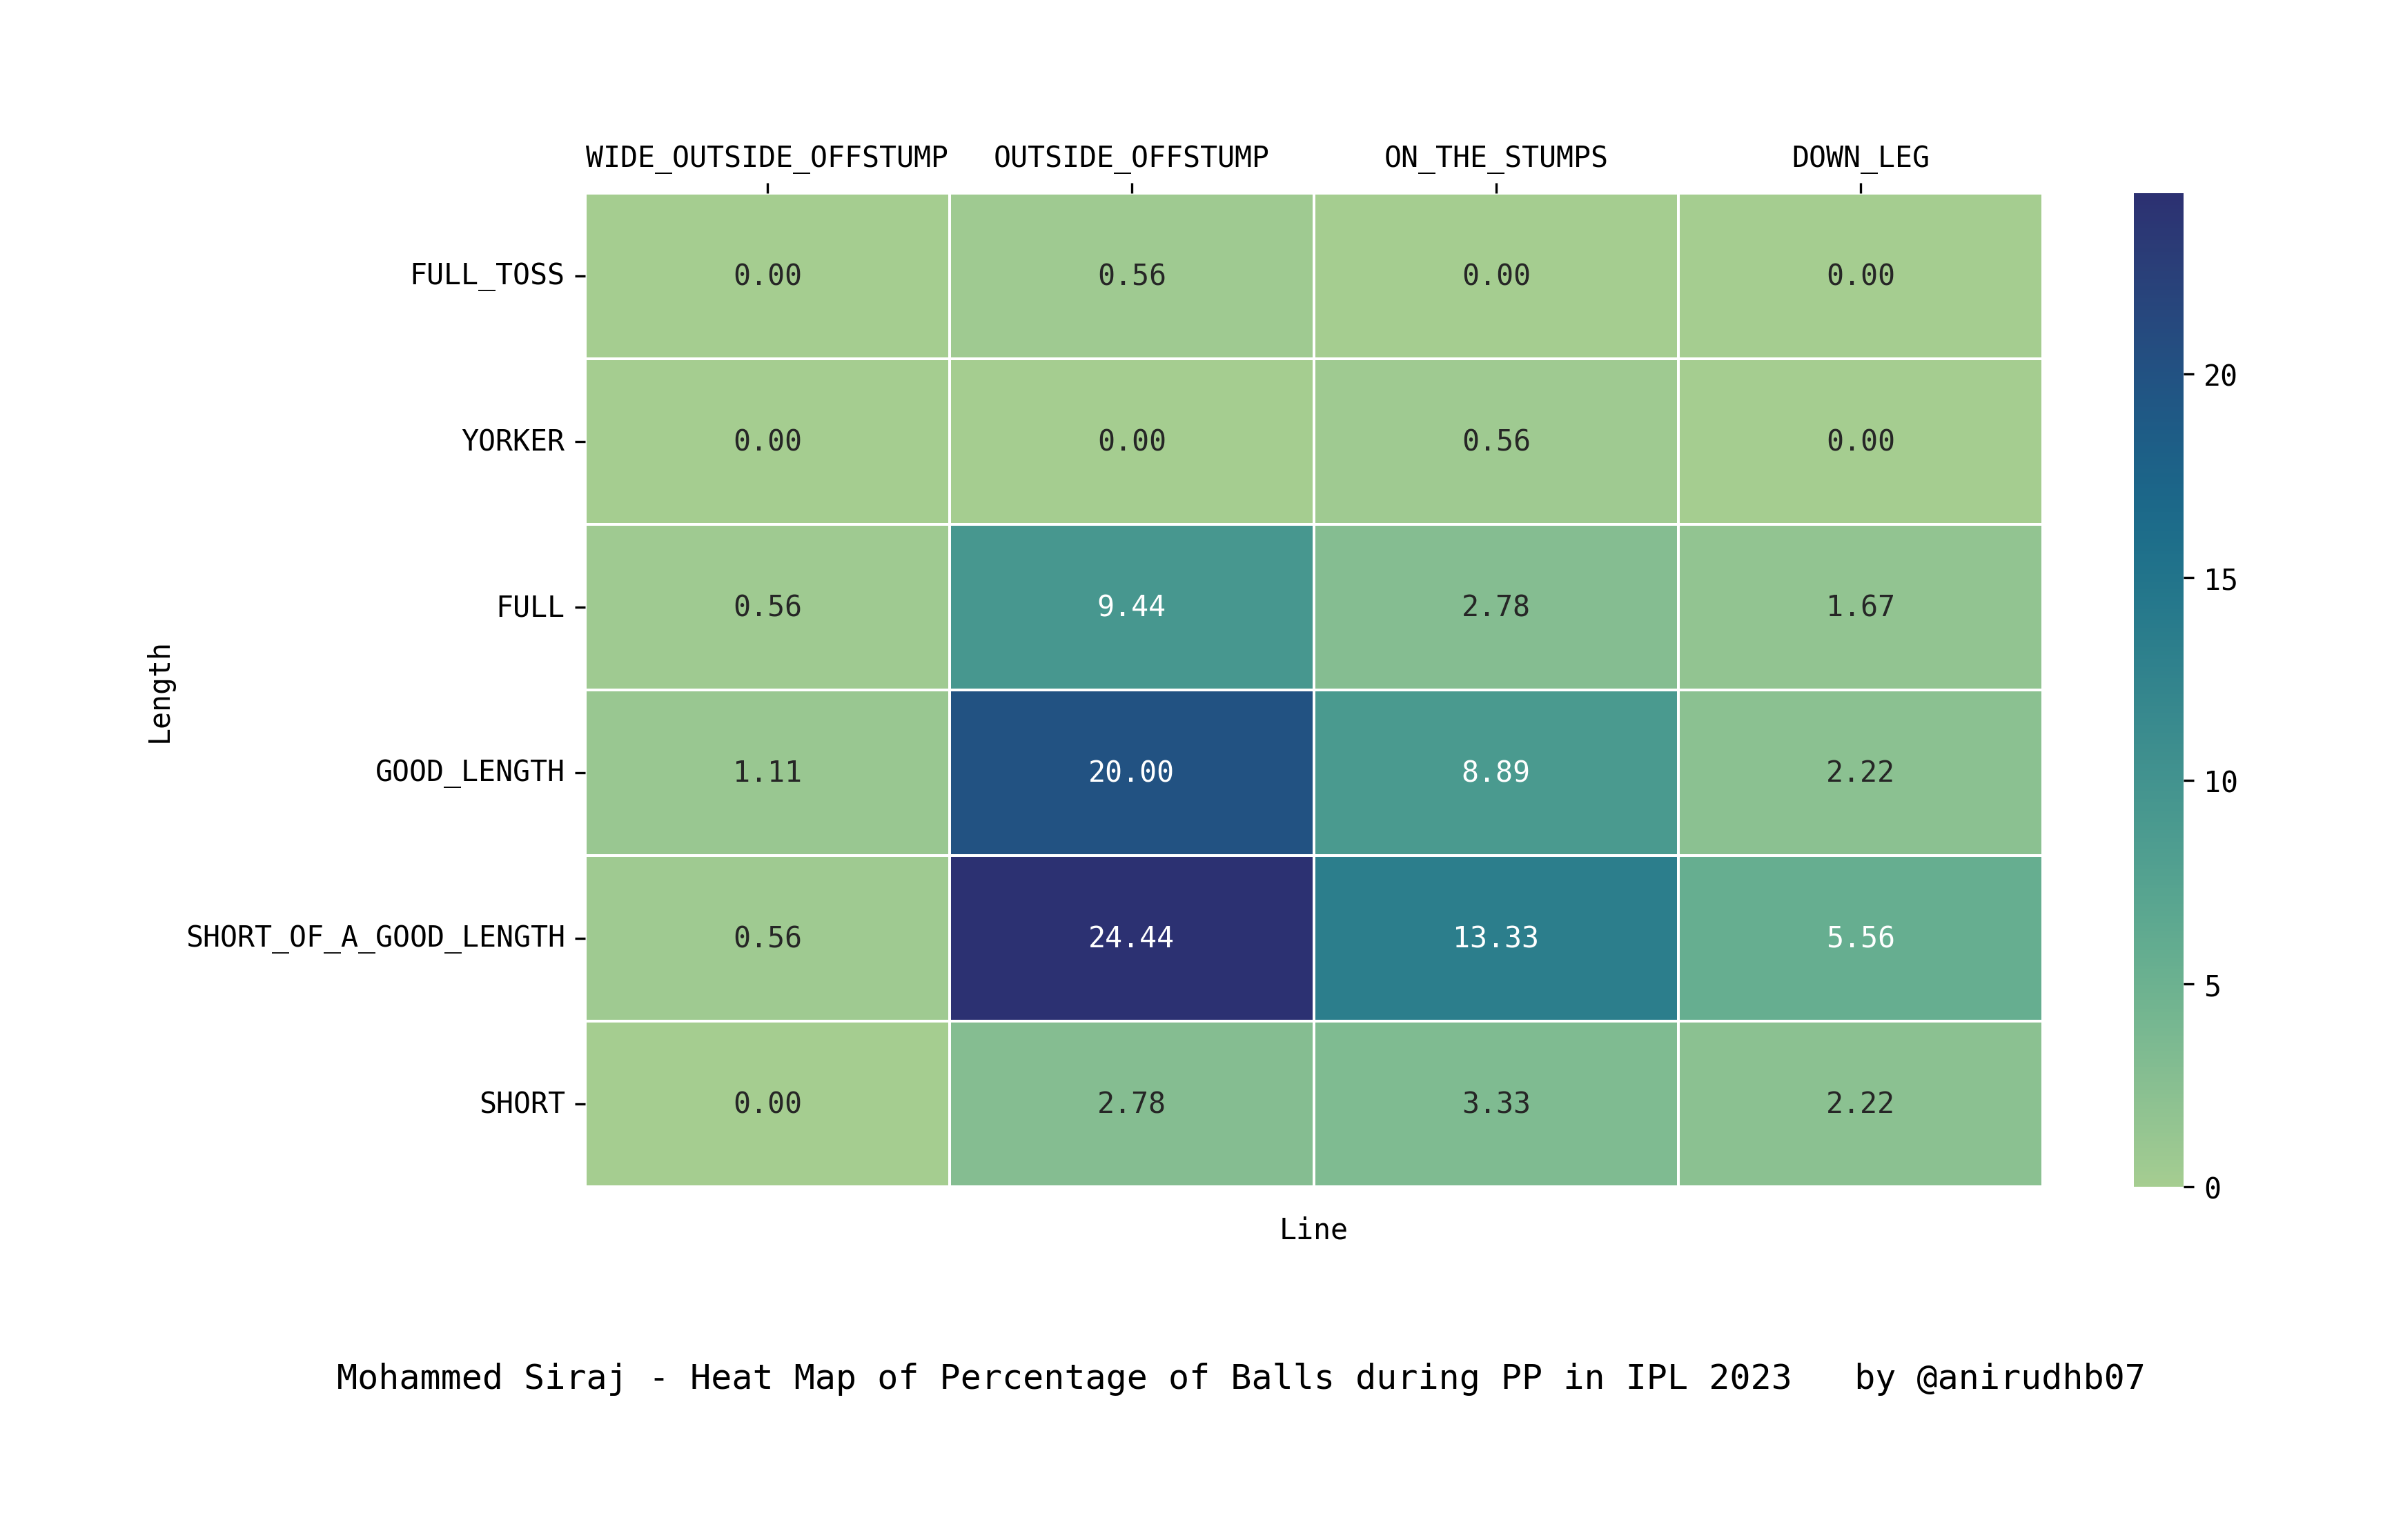 WIDE_OUTSIDE_OFFSTUMP OUTSIDE_OFFSTUMP ON_THE_STUMPS DOWN_LEG
FULL_TOSS 0.00 0.56 0.00 0.00
YORKER 0.00 0.00 0.56 0.00
FULL 0.56 9.44 2.78 1.67
GOOD_LENGTH 1.11 20.00 8.89 2.22
SHORT_OF_A_GOOD_LENGTH 0.56 24.44 13.33 5.56
SHORT 0.00 2.78 3.33 2.22
Length
Line
20
15
10
5
0
Mohammed Siraj - Heat Map of Percentage of Balls during PP in IPL 2023 by @anirudhb07